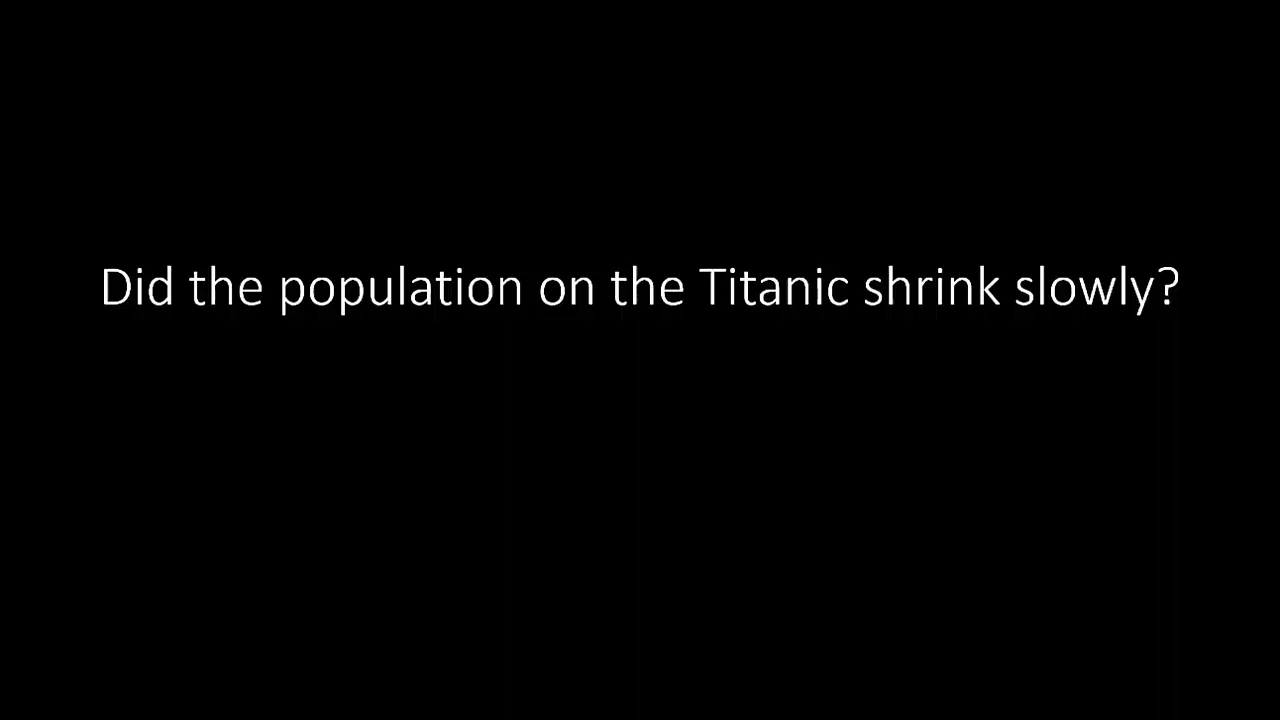 Did the population on the Titanic shrink slowly?